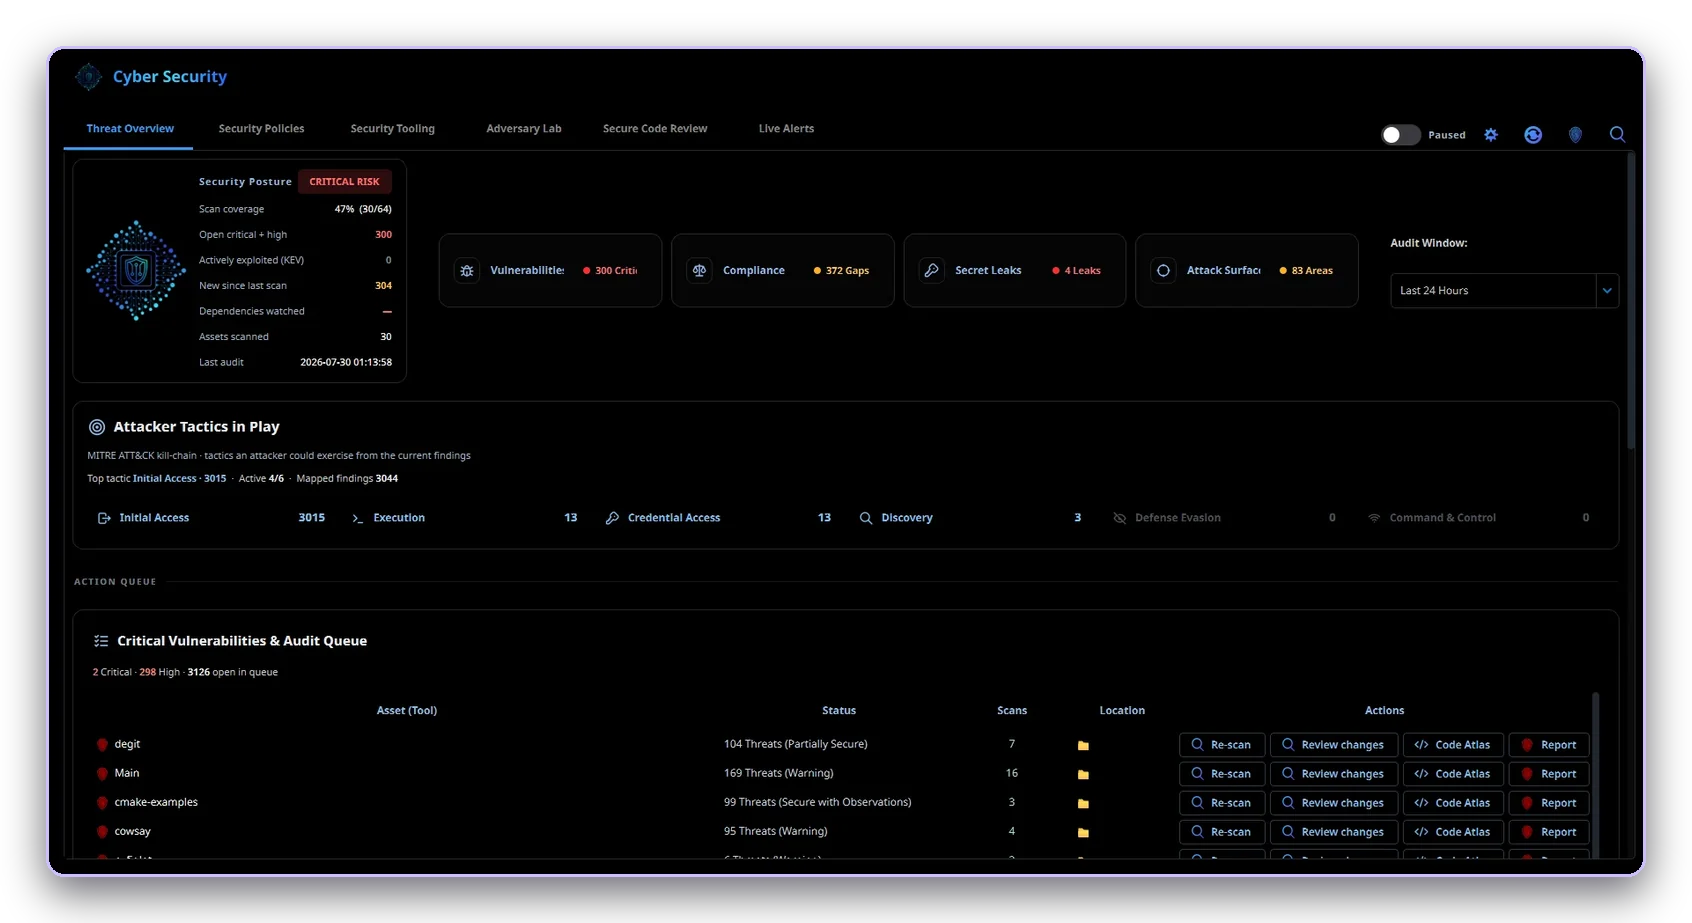 Cyber Security
Threat Overview
Security Policies
Security Tooling
Adversary Lab
Secure Code Review
Live Alerts
Paused
Security Posture CRITICAL RISK
Scan coverage 47% (30/64)
Open critical + high 300
Actively exploited (KEV) 0
New since last scan 304
Dependencies watched —
Assets scanned 30
Last audit 2026-07-30 01:13:58
Vulnerabilities 300 Criti
Compliance 372 Gaps
Secret Leaks 4 Leaks
Attack Surfac 83 Areas
Audit Window:
Last 24 Hours
Attacker Tactics in Play
MITRE ATT&CK kill-chain · tactics an attacker could exercise from the current findings
Top tactic Initial Access · 3015 · Active 4/6 · Mapped findings 3044
Initial Access 3015
Execution 13
Credential Access 13
Discovery 3
Defense Evasion 0
Command & Control 0
ACTION QUEUE
Critical Vulnerabilities & Audit Queue
2 Critical · 298 High · 3126 open in queue
Asset (Tool) Status Scans Location Actions
degit 104 Threats (Partially Secure) 7 Re-scan Review changes Code Atlas Report
Main 169 Threats (Warning) 16 Re-scan Review changes Code Atlas Report
cmake-examples 99 Threats (Secure with Observations) 3 Re-scan Review changes Code Atlas Report
cowsay 95 Threats (Warning) 4 Re-scan Review changes Code Atlas Report